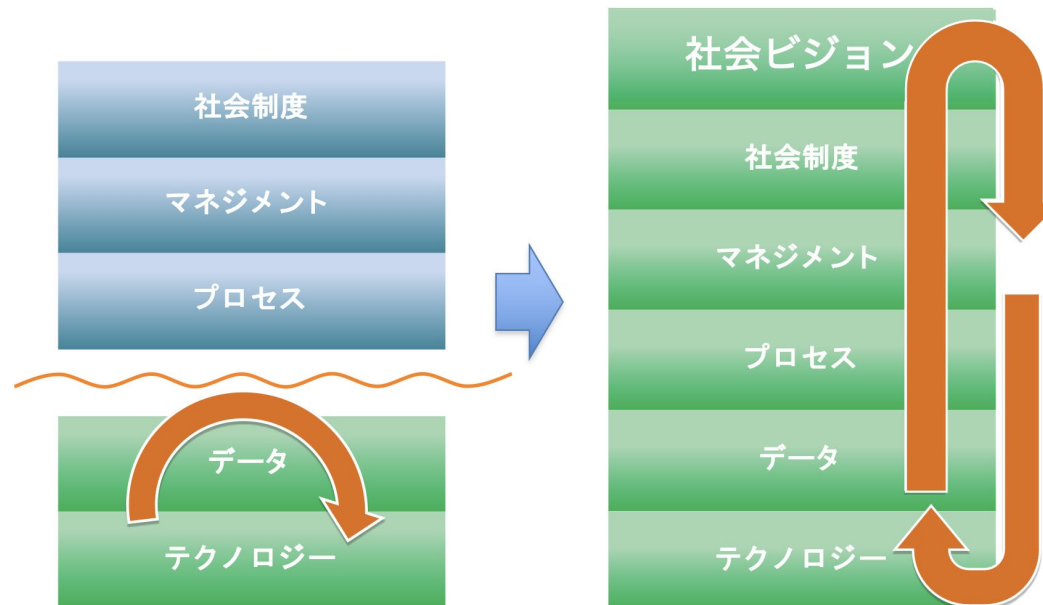 社会制度
マネジメント
プロセス
データ
テクノロジー
社会ビジョン
社会制度
マネジメント
プロセス
データ
テクノロジー